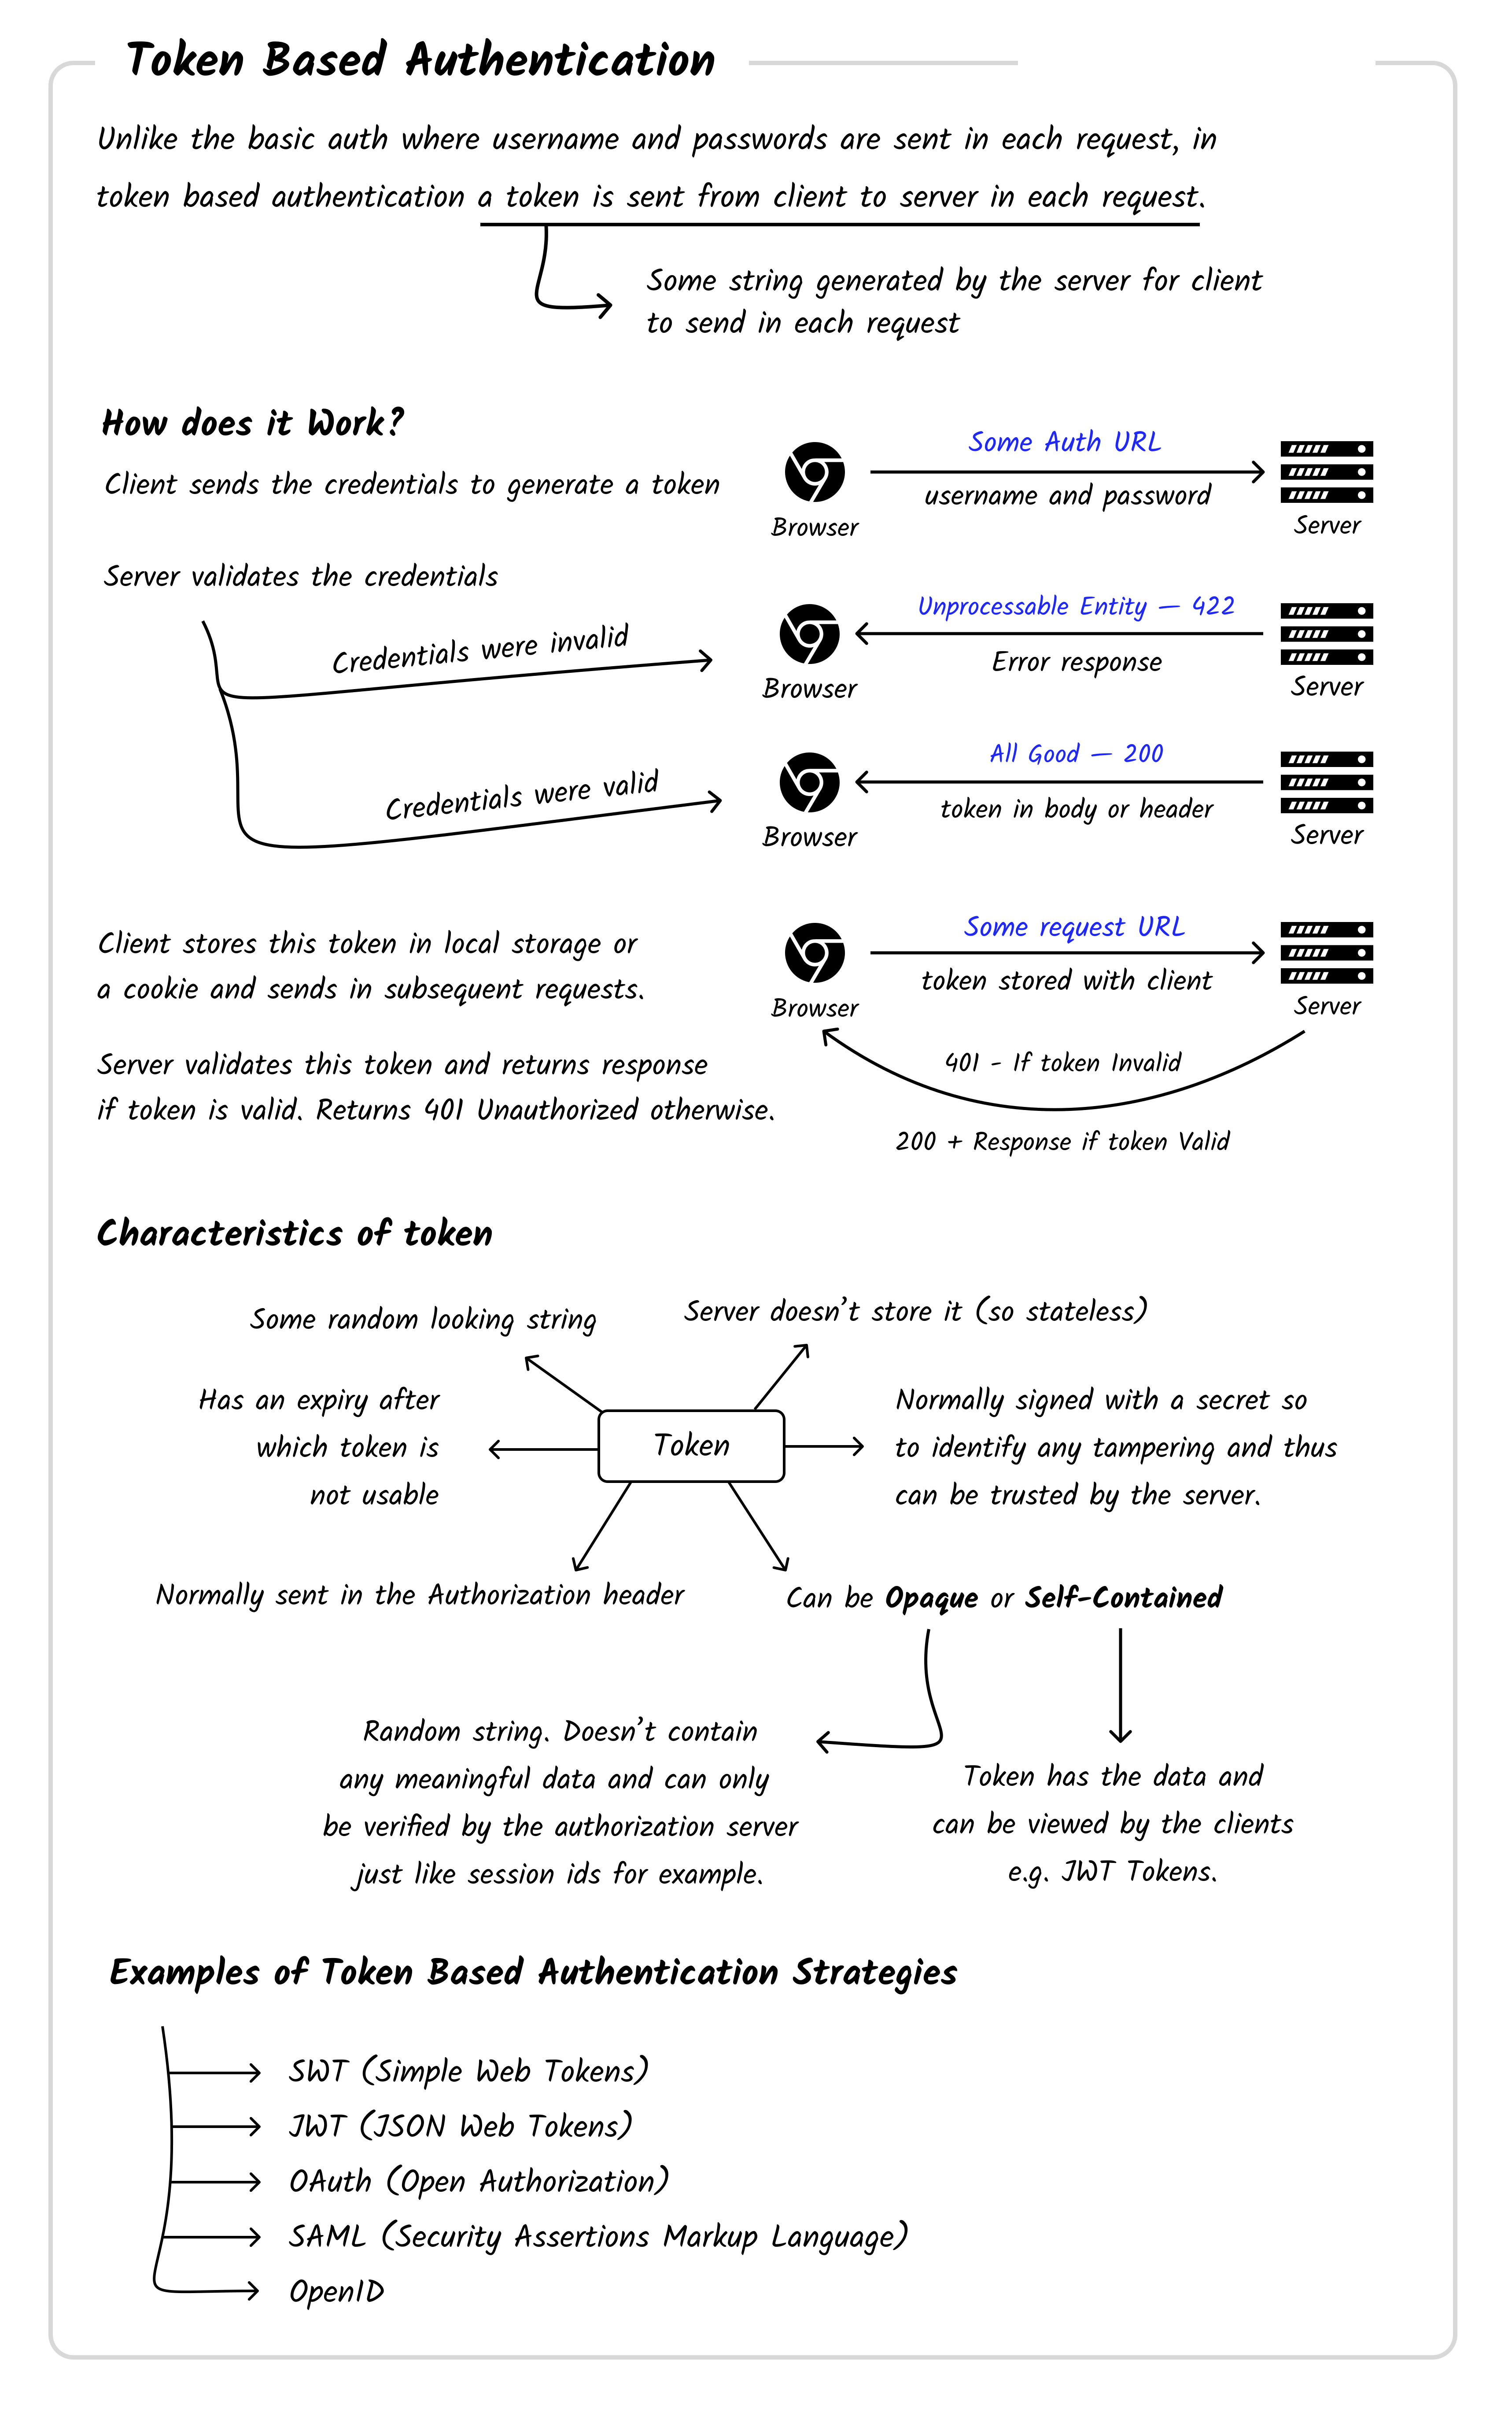 Token Based Authentication
Unlike the basic auth where username and passwords are sent in each request, in
token based authentication a token is sent from client to server in each request.
Some string generated by the server for client
to send in each request
How does it Work?
Client sends the credentials to generate a token
Some Auth URL
username and password
Browser
Server
Server validates the credentials
Credentials were invalid
Unprocessable Entity — 422
Error response
Browser
Server
Credentials were valid
All Good — 200
token in body or header
Browser
Server
Client stores this token in local storage or
a cookie and sends in subsequent requests.
Some request URL
token stored with client
Browser
Server
Server validates this token and returns response
if token is valid. Returns 401 Unauthorized otherwise.
401 - If token Invalid
200 + Response if token Valid
Characteristics of token
Some random looking string
Server doesn't store it (so stateless)
Has an expiry after
which token is
not usable
Token
Normally signed with a secret so
to identify any tampering and thus
can be trusted by the server.
Normally sent in the Authorization header
Can be Opaque or Self-Contained
Random string. Doesn't contain
any meaningful data and can only
be verified by the authorization server
just like session ids for example.
Token has the data and
can be viewed by the clients
e.g. JWT Tokens.
Examples of Token Based Authentication Strategies
SWT (Simple Web Tokens)
JWT (JSON Web Tokens)
OAuth (Open Authorization)
SAML (Security Assertions Markup Language)
OpenID